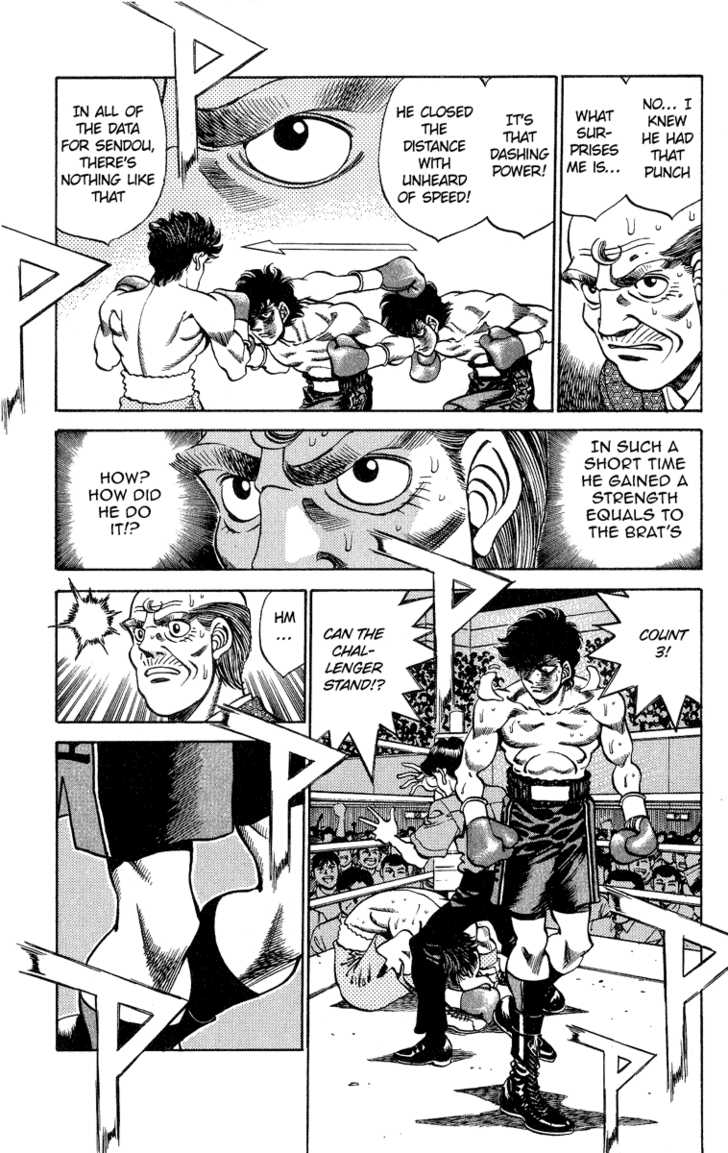 NO... I
KNEW
HE HAD
THAT
PUNCH
WHAT
SUR-
PRISES
ME IS...
IT'S
THAT
DASHING
POWER!
HE CLOSED
THE
DISTANCE
WITH
UNHEARD
OF SPEED!
IN ALL OF
THE DATA
FOR SENDOU,
THERE'S
NOTHING LIKE
THAT
P
P
IN SUCH A
SHORT TIME
HE GAINED A
STRENGTH
EQUALS TO
THE BRAT'S
HOW?
HOW DID
HE DO
IT!?
P
COUNT
3!
CAN THE
CHAL-
LENGER
STAND!?
HM
...
P
P
P
P